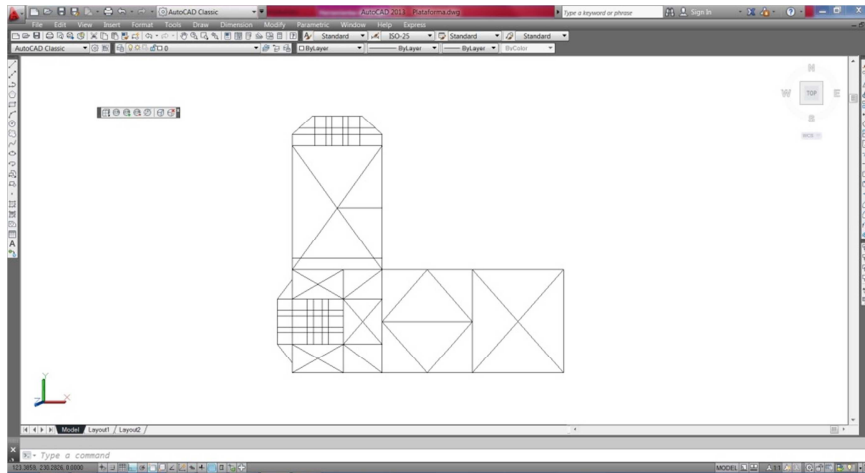 AutoCAD Classic AutoCAD 2013 Plataforma.dwg Type a keyword or phrase Sign In
File Edit View Insert Format Tools Draw Dimension Modify Parametric Window Help Express
Standard ISO-25 Standard Standard
AutoCAD Classic 0 ByLayer ByLayer ByLayer ByColor
N
W TOP E
WCS
A
Y
X
Model Layout1 Layout2
Type a command
MODEL